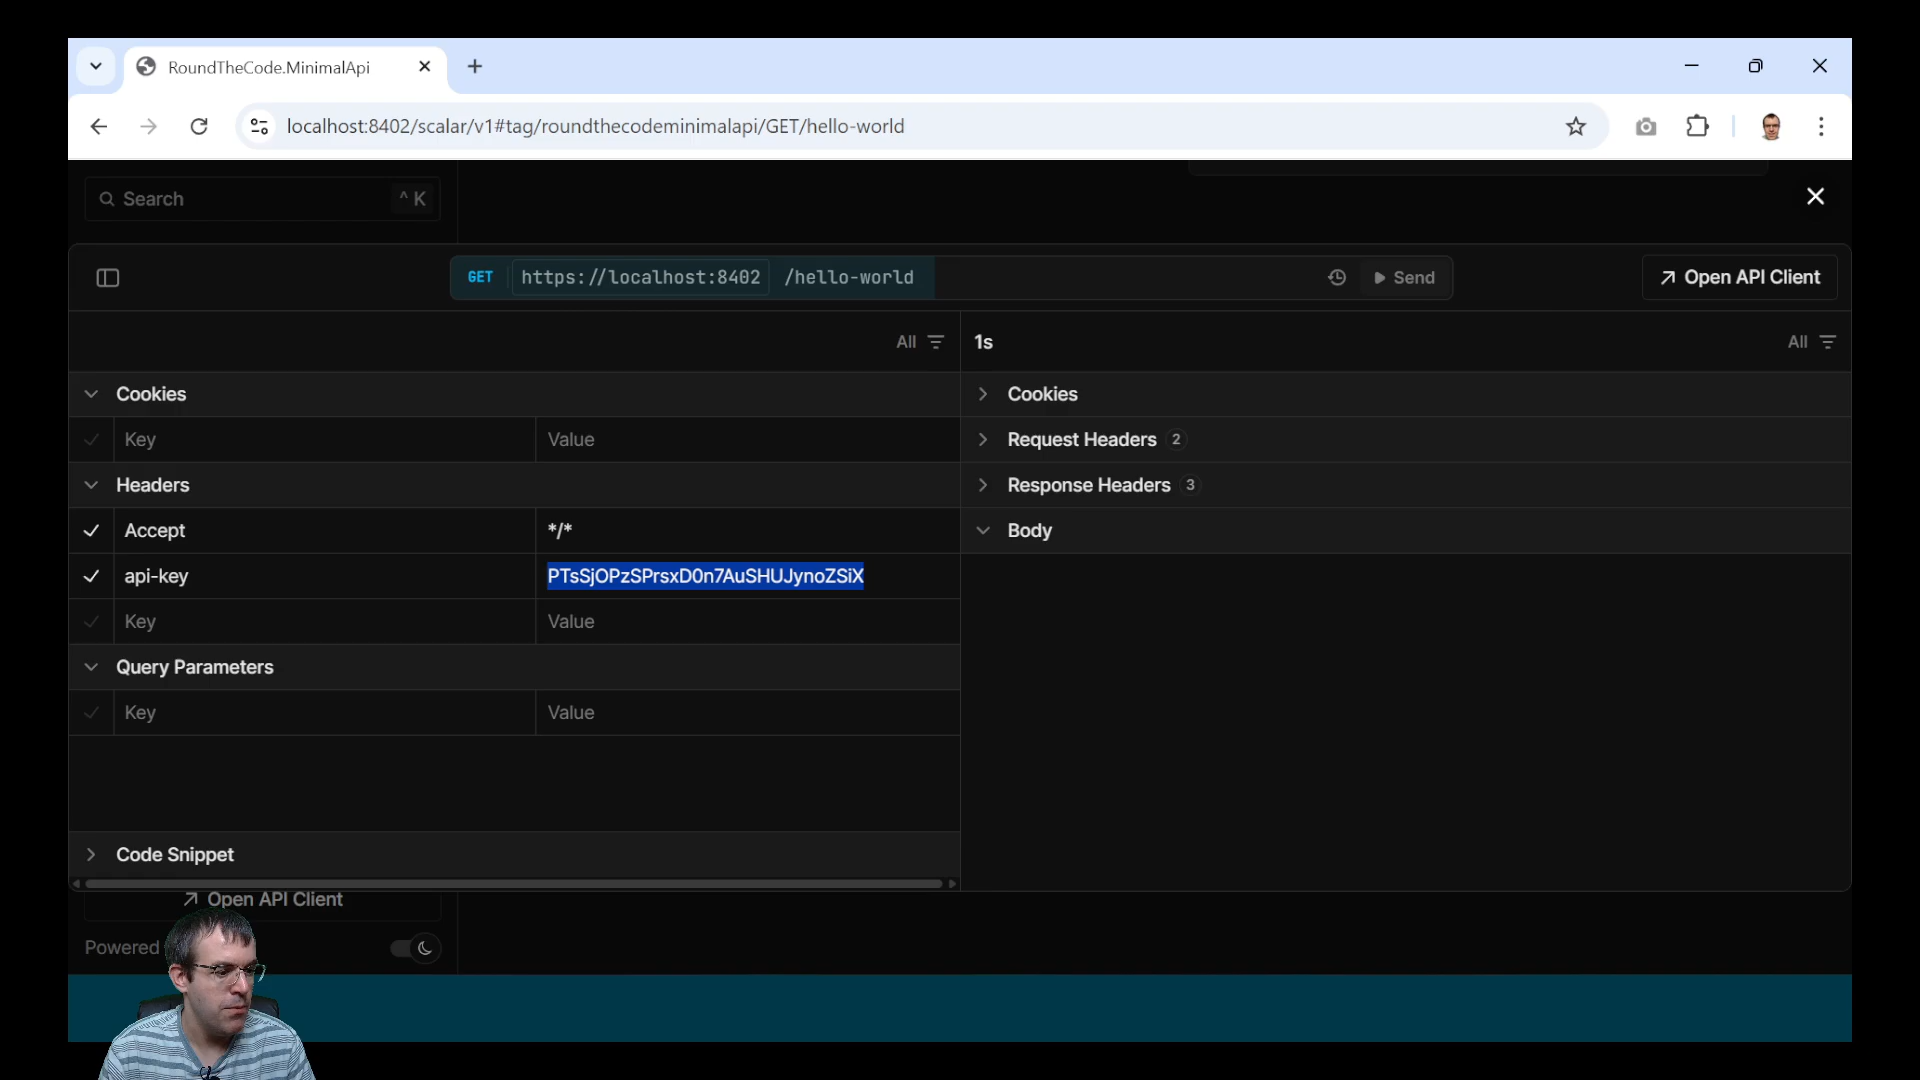 RoundTheCode.MinimalApi
localhost:8402/scalar/v1#tag/roundthecodeminimalapi/GET/hello-world
Search ^ K
GET https://localhost:8402 /hello-world Send Open API Client
All 1s All
Cookies
Key Value
Headers
Accept */*
api-key PTsSjOPzSPrsxD0n7AuSHUJynoZSiX
Key Value
Query Parameters
Key Value
Code Snippet
Cookies
Request Headers 2
Response Headers 3
Body
Open API Client
Powered